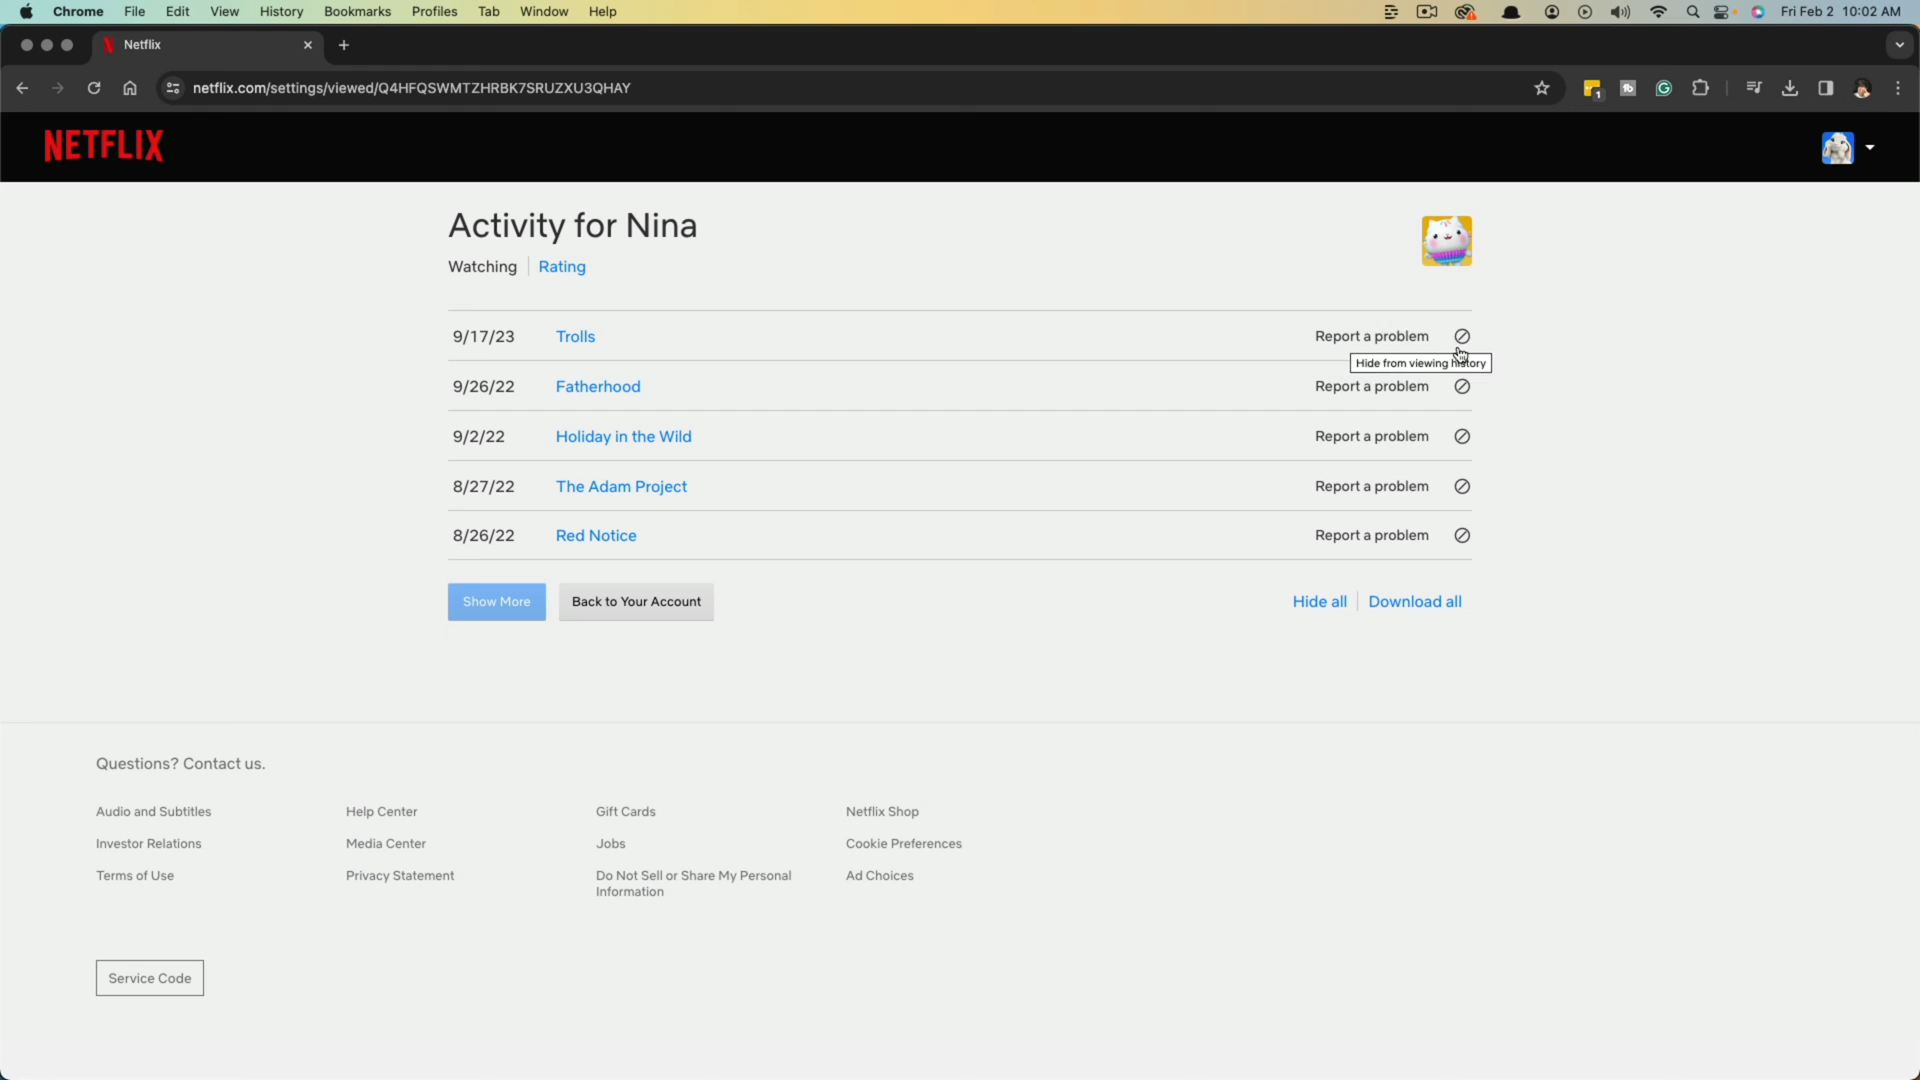 Chrome File Edit View History Bookmarks Profiles Tab Window Help Fri Feb 2 10:02 AM
Netflix
netflix.com/settings/viewed/Q4HFQSWMTZHRBK7SRUZXU3QHAY
1
NETFLIX
Activity for Nina
Watching Rating
9/17/23 Trolls Report a problem
Hide from viewing history
9/26/22 Fatherhood Report a problem
9/2/22 Holiday in the Wild Report a problem
8/27/22 The Adam Project Report a problem
8/26/22 Red Notice Report a problem
Show More Back to Your Account Hide all Download all
Questions? Contact us.
Audio and Subtitles Help Center Gift Cards Netflix Shop
Investor Relations Media Center Jobs Cookie Preferences
Terms of Use Privacy Statement Do Not Sell or Share My Personal Ad Choices
Information
Service Code